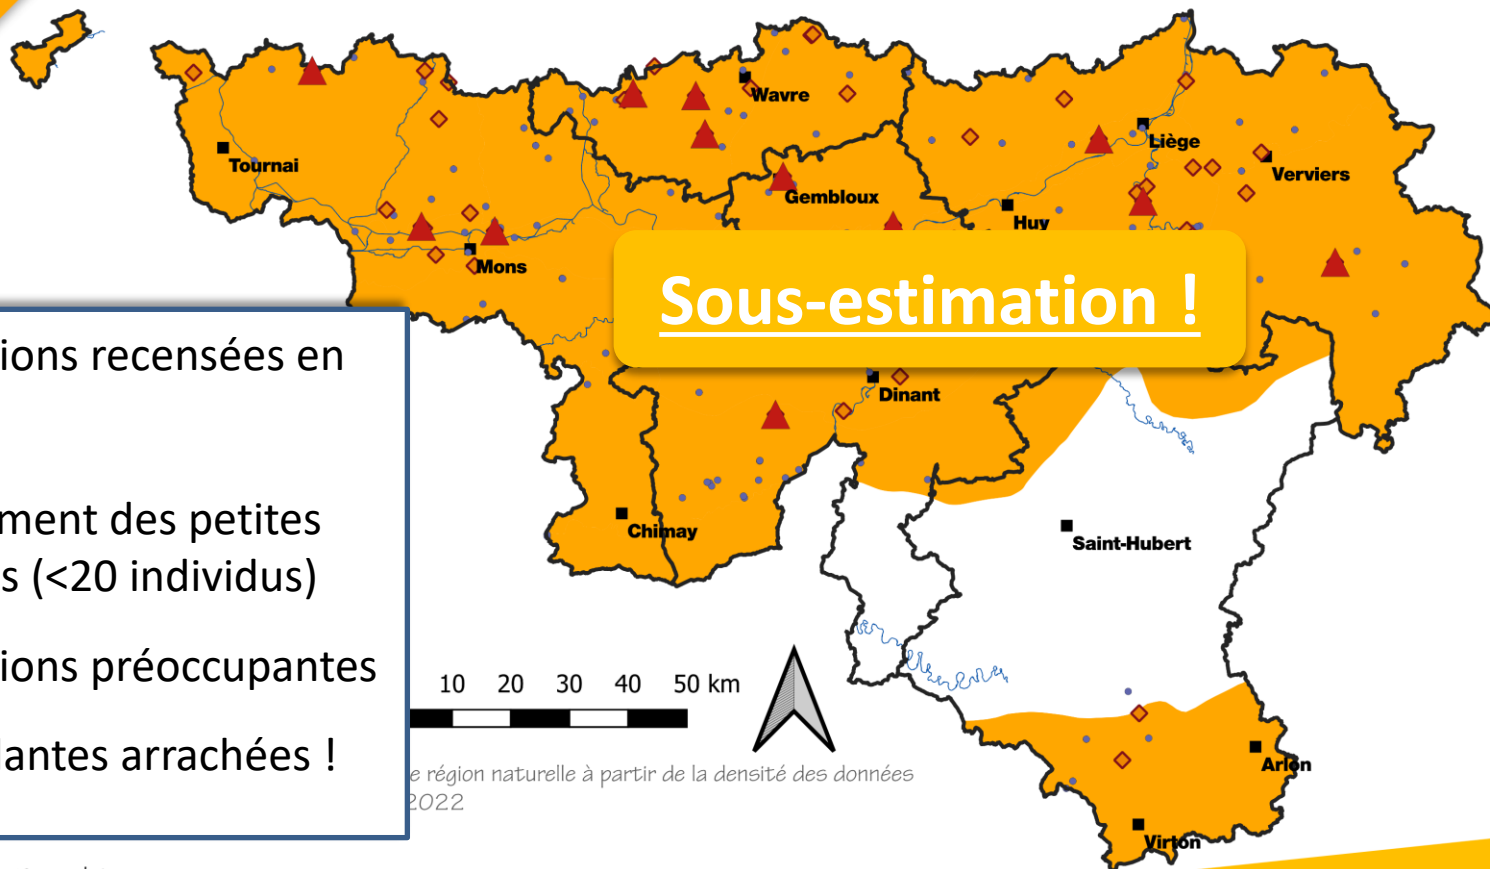 Wavre
Liège
Tournai
Verviers
Gembloux
Huy
Mons
Sous-estimation !
ions recensées en
Dinant
ment des petites
s (<20 individus)
Chimay
Saint-Hubert
ions préoccupantes
10 20 30 40 50 km
lantes arrachées !
e région naturelle à partir de la densité des données
2022
Arlon
Virton